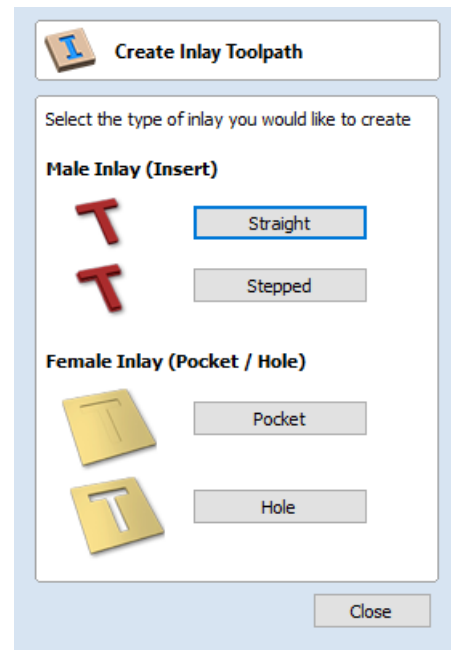 Create Inlay Toolpath
Select the type of inlay you would like to create
Male Inlay (Insert)
Straight
Stepped
Female Inlay (Pocket / Hole)
Pocket
Hole
Close